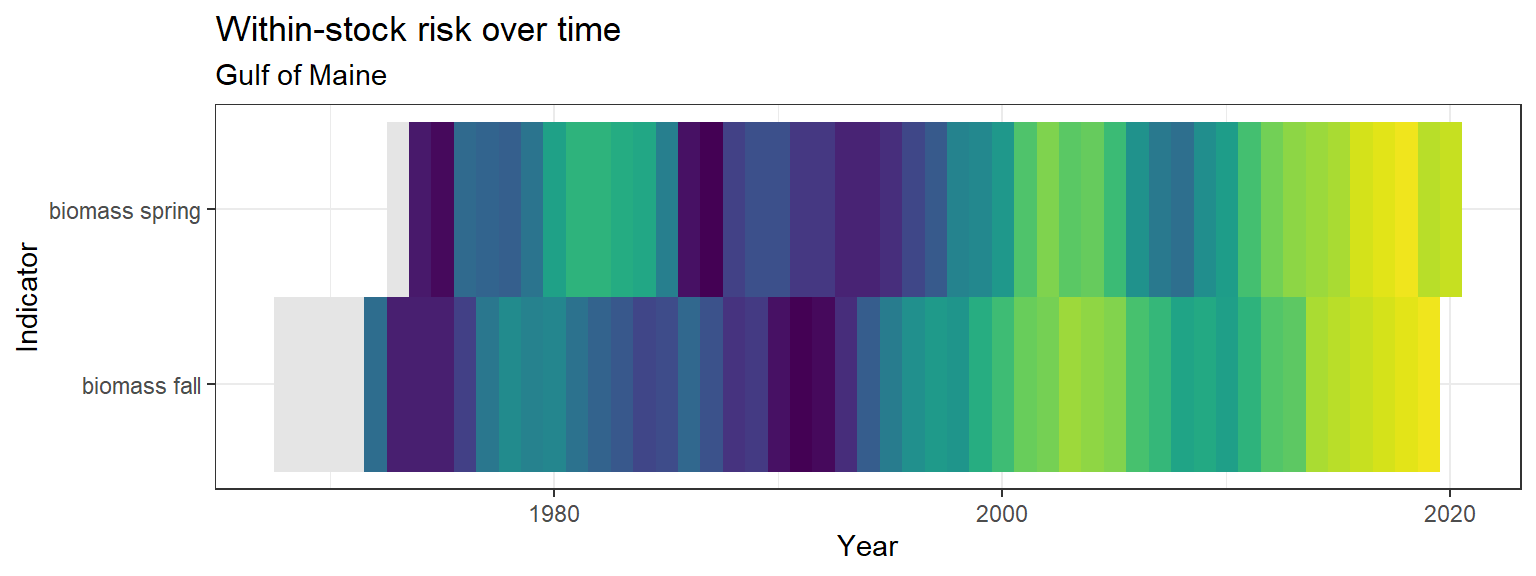 Within-stock risk over time
Gulf of Maine
Indicator
biomass spring
biomass fall
1980 2000 2020
Year